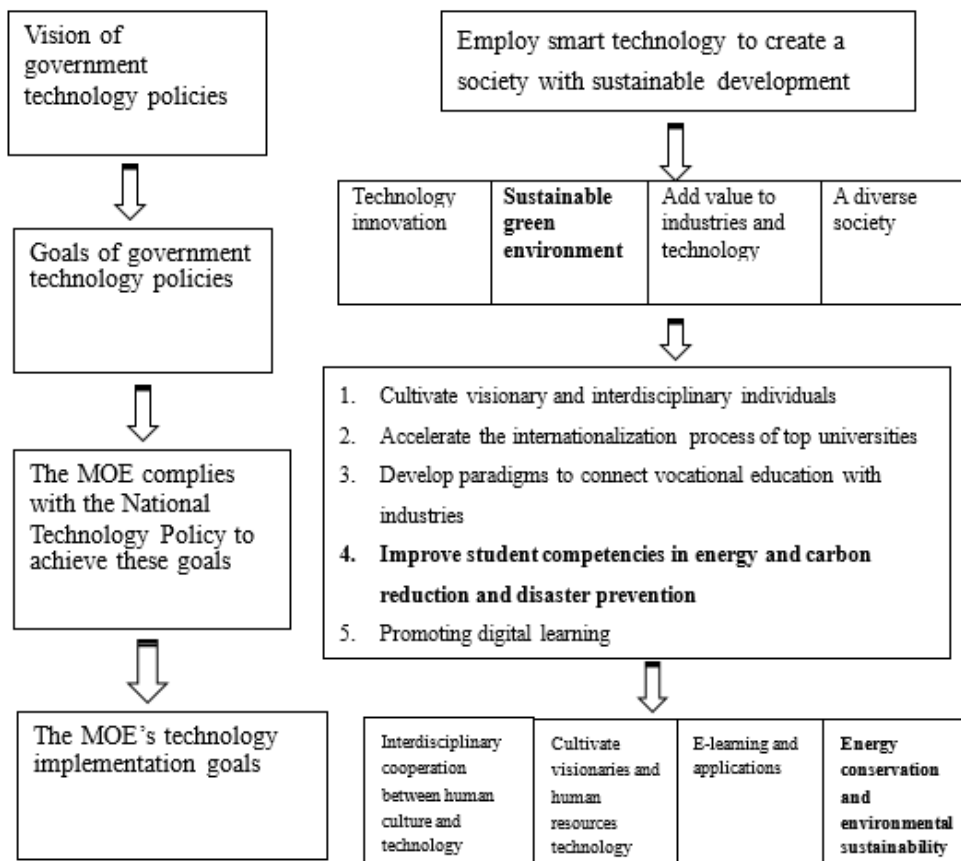 Vision of
government
technology policies
Employ smart technology to create a
society with sustainable development
Technology
innovation
Sustainable
green
environment
Add value to
industries and
technology
A diverse
society
Goals of government
technology policies
1. Cultivate visionary and interdisciplinary individuals
2. Accelerate the internationalization process of top universities
3. Develop paradigms to connect vocational education with
industries
4. Improve student competencies in energy and carbon
reduction and disaster prevention
5. Promoting digital learning
The MOE complies
with the National
Technology Policy to
achieve these goals
The MOE’s technology
implementation goals
Interdisciplinary
cooperation
between human
culture and
technology
Cultivate
visionaries and
human
resources
technology
E-learning and
applications
Energy
conservation
and
environmental
sustainability